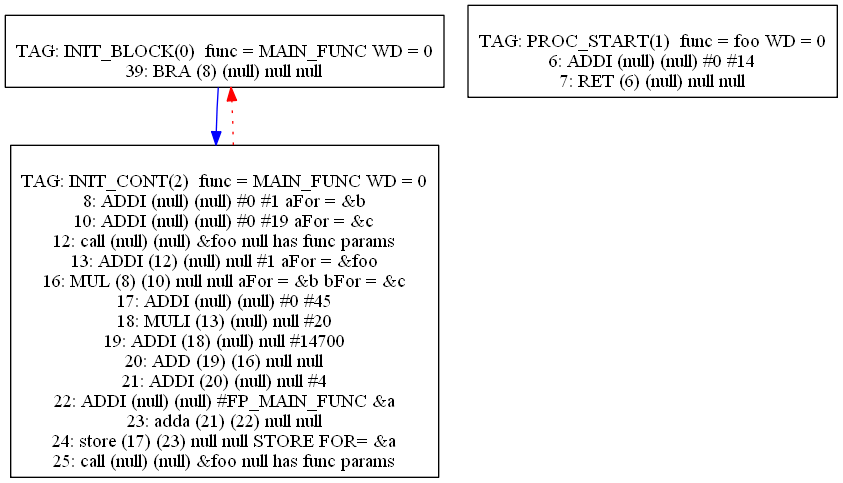 TAG: INIT_BLOCK(0)  func = MAIN_FUNC WD = 0
39: BRA (8) (null) null null
TAG: PROC_START(1)  func = foo WD = 0
6: ADDI (null) (null) #0 #14
7: RET (6) (null) null null
TAG: INIT_CONT(2)  func = MAIN_FUNC WD = 0
8: ADDI (null) (null) #0 #1 aFor = &b
10: ADDI (null) (null) #0 #19 aFor = &c
12: call (null) (null) &foo null has func params
13: ADDI (12) (null) null #1 aFor = &foo
16: MUL (8) (10) null null aFor = &b bFor = &c
17: ADDI (null) (null) #0 #45
18: MULI (13) (null) null #20
19: ADDI (18) (null) null #14700
20: ADD (19) (16) null null
21: ADDI (20) (null) null #4
22: ADDI (null) (null) #FP_MAIN_FUNC &a
23: adda (21) (22) null null
24: store (17) (23) null null STORE FOR= &a
25: call (null) (null) &foo null has func params